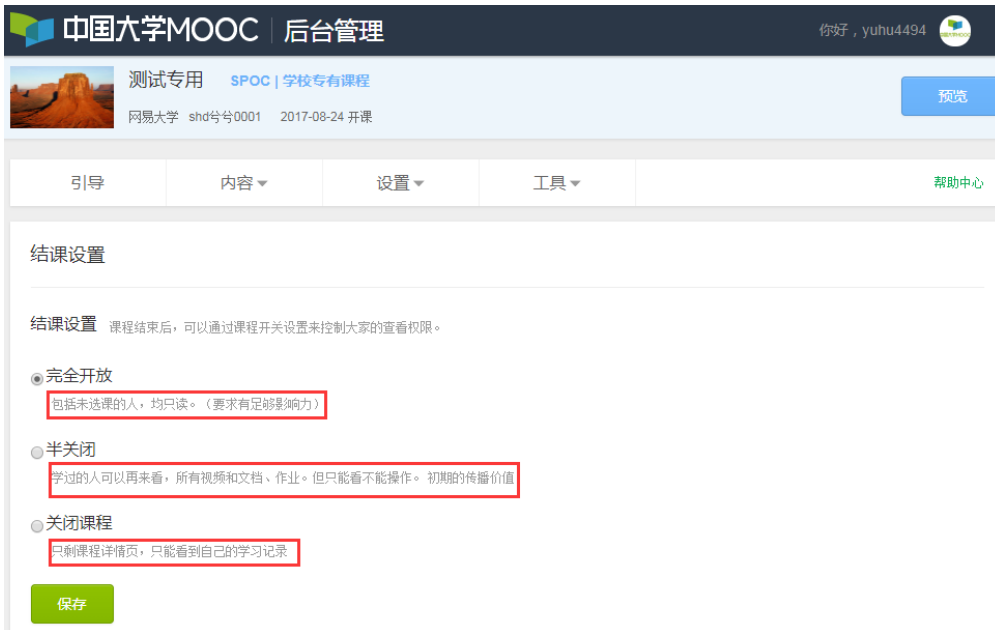 中国大学MOOC 后台管理 你好，yuhu4494
测试专用 SPOC | 学校专有课程
预览
网易大学 shd兮兮0001 2017-08-24 开课
引导 内容 设置 工具 帮助中心
结课设置
结课设置 课程结束后，可以通过课程开关设置来控制大家的查看权限。
完全开放
包括未选课的人，均只读。（要求有足够影响力）
半关闭
学过的人可以再来看，所有视频和文档、作业。但只能看不能操作。 初期的传播价值
关闭课程
只剩课程详情页，只能看到自己的学习记录
保存